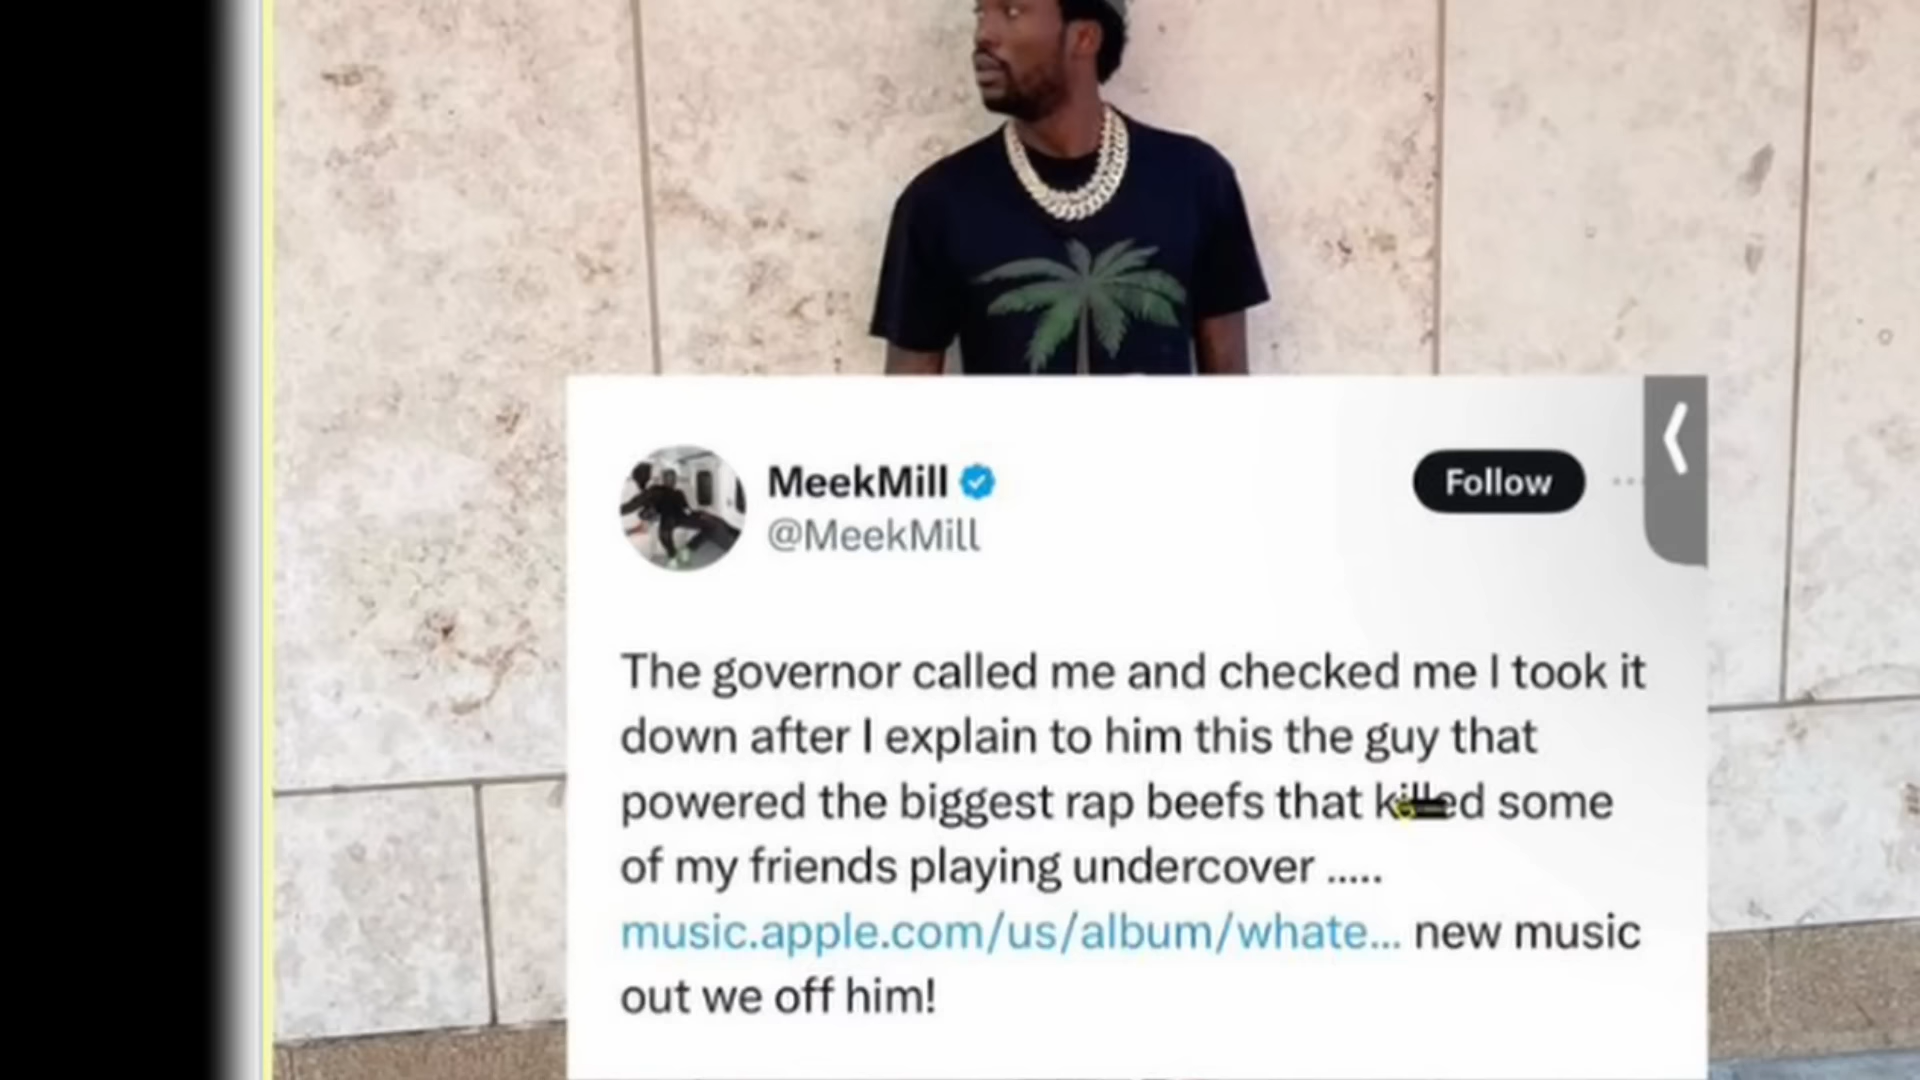 MeekMill
@MeekMill
Follow
The governor called me and checked me I took it
down after I explain to him this the guy that
powered the biggest rap beefs that killed some
of my friends playing undercover .....
music.apple.com/us/album/whate... new music
out we off him!